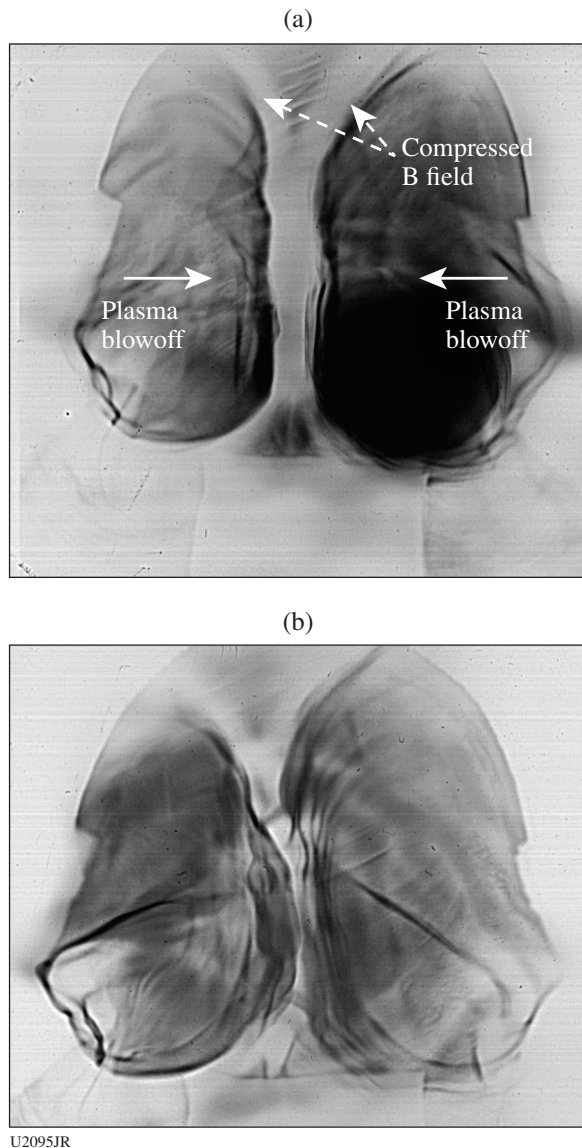 (a)
Compressed
B field
Plasma
blowoff
Plasma
blowoff
(b)
U2095JR